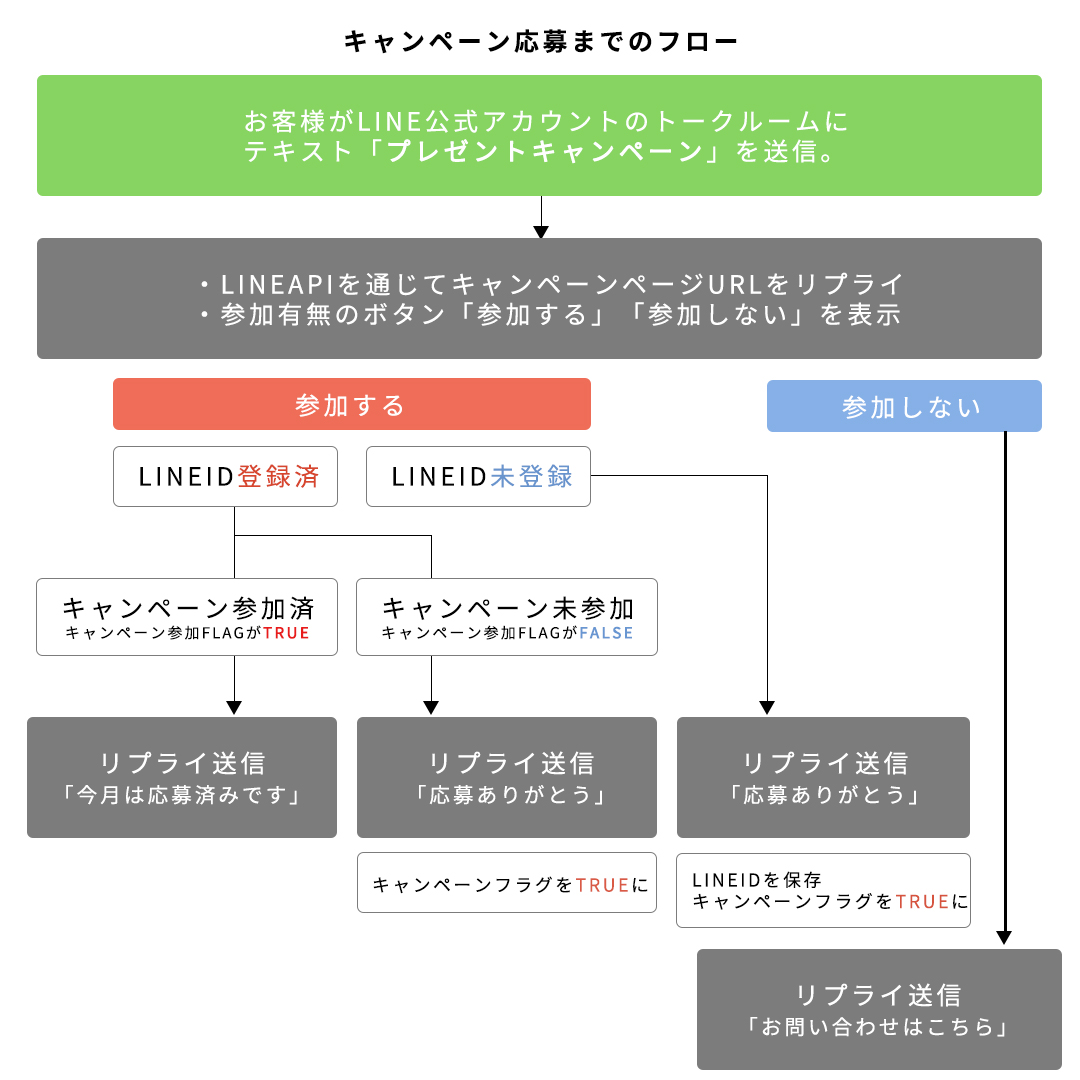 キャンペーン応募までのフロー
お客様がLINE公式アカウントのトークルームに
テキスト「プレゼントキャンペーン」を送信。
・LINEAPIを通じてキャンペーンページURLをリプライ
・参加有無のボタン「参加する」「参加しない」を表示
参加する
参加しない
LINEID登録済
LINEID未登録
キャンペーン参加済
キャンペーン参加FLAGがTRUE
キャンペーン未参加
キャンペーン参加FLAGがFALSE
リプライ送信
「今月は応募済みです」
リプライ送信
「応募ありがとう」
リプライ送信
「応募ありがとう」
キャンペーンフラグをTRUEに
LINEIDを保存
キャンペーンフラグをTRUEに
リプライ送信
「お問い合わせはこちら」